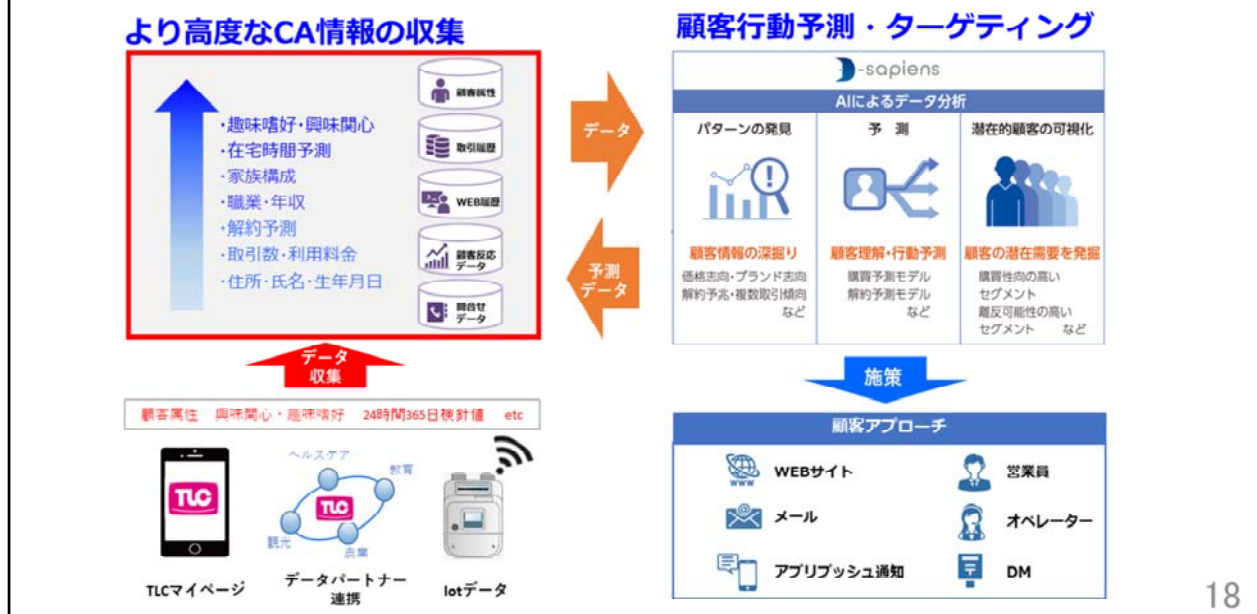 より高度なCA情報の収集
・趣味嗜好・興味関心
・在宅時間予測
・家族構成
・職業・年収
・解約予測
・取引数・利用料金
・住所・氏名・生年月日
顧客属性
取引履歴
WEB履歴
顧客反応
データ
問合せ
データ
データ
収集
顧客属性 興味関心・趣味嗜好 24時間365日検針値 etc
TLC
TLCマイページ
ヘルスケア
教育
TLC
観光
農業
データパートナー
連携
Iotデータ
データ
予測
データ
顧客行動予測・ターゲティング
D-sapiens
AIによるデータ分析
パターンの発見
顧客情報の深掘り
価格志向・ブランド志向
解約予兆・複数取引傾向
など
予 測
顧客理解・行動予測
購買予測モデル
解約予測モデル
など
潜在的顧客の可視化
顧客の潜在需要を発掘
購買性向の高い
セグメント
離反可能性の高い
セグメント など
施策
顧客アプローチ
WWW
WEBサイト
営業員
メール
オペレーター
アプリプッシュ通知
DM
18